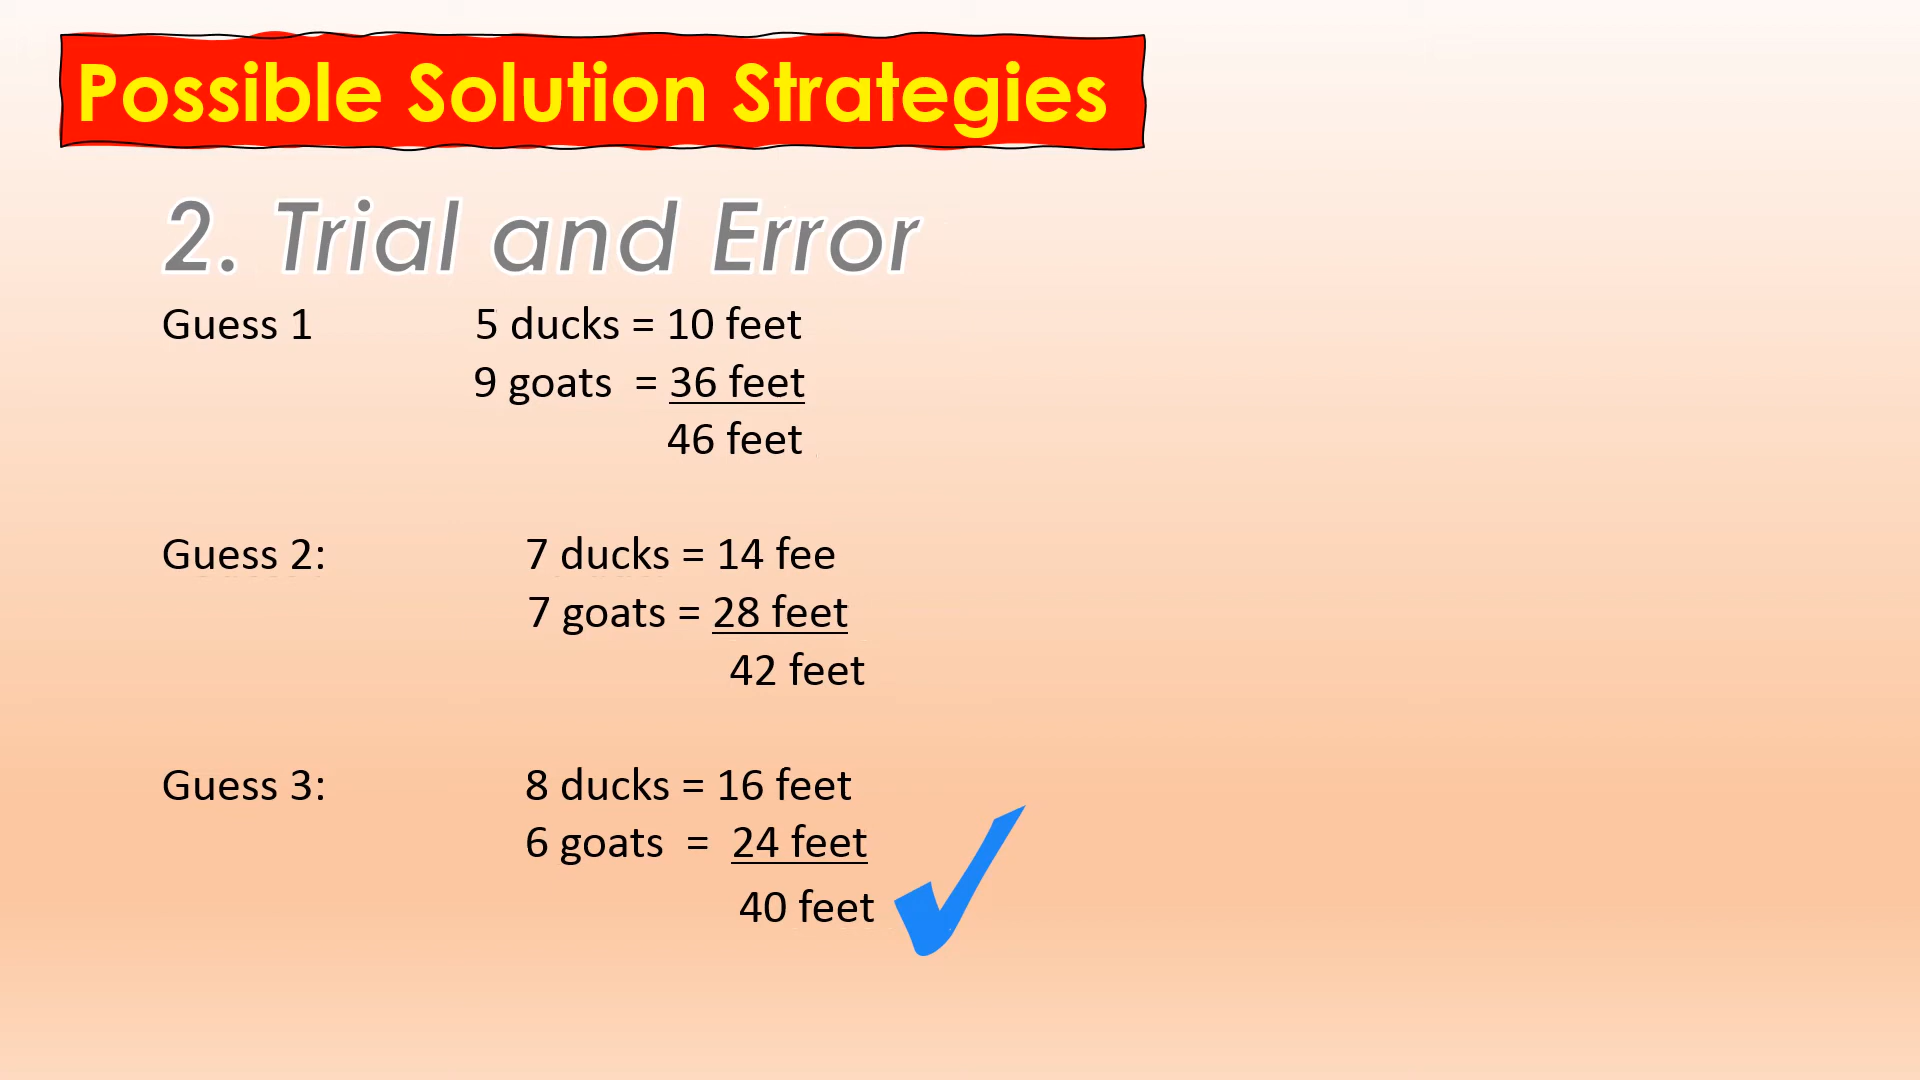 Possible Solution Strategies
2. Trial and Error
Guess 1 5 ducks = 10 feet
9 goats = 36 feet
46 feet
Guess 2: 7 ducks = 14 fee
7 goats = 28 feet
42 feet
Guess 3: 8 ducks = 16 feet
6 goats = 24 feet
40 feet